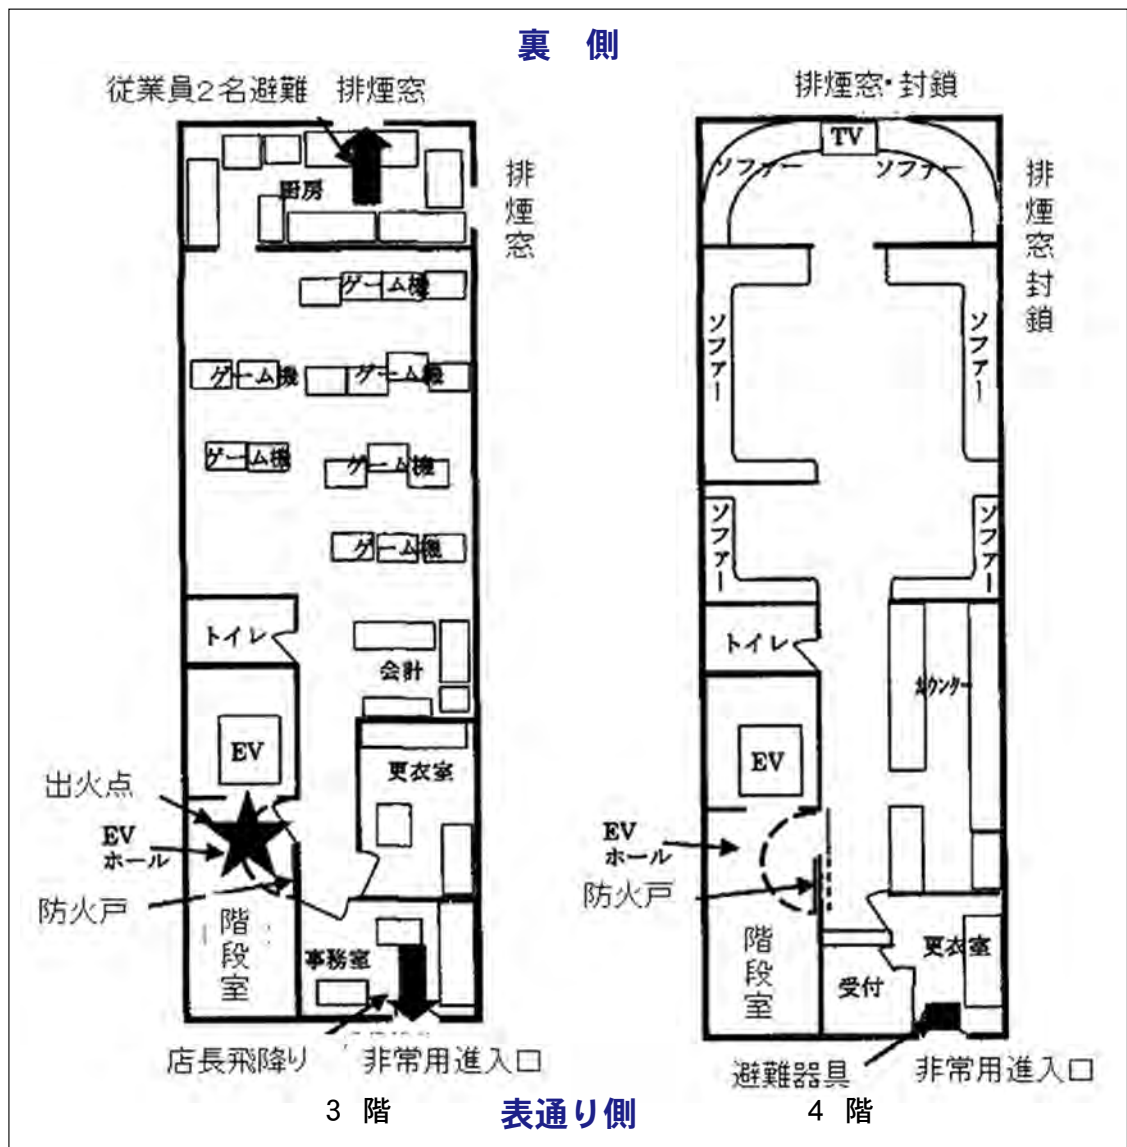 裏 側
従業員2名避難 排煙窓
排煙窓・封鎖
厨房
排煙窓
TV
ソファー
ソファー
排煙窓封鎖
ゲーム機
ゲーム機
ゲーム機
ゲーム機
ゲーム機
ゲーム機
ソファー
ソファー
ソファー
ソファー
トイレ
会計
トイレ
カウンター
EV
更衣室
EV
出火点
EV
ホール
防火戸
階段室
事務室
EV
ホール
防火戸
階段室
受付
更衣室
店長飛降り 非常用進入口
避難器具 非常用進入口
3 階 表通り側 4 階